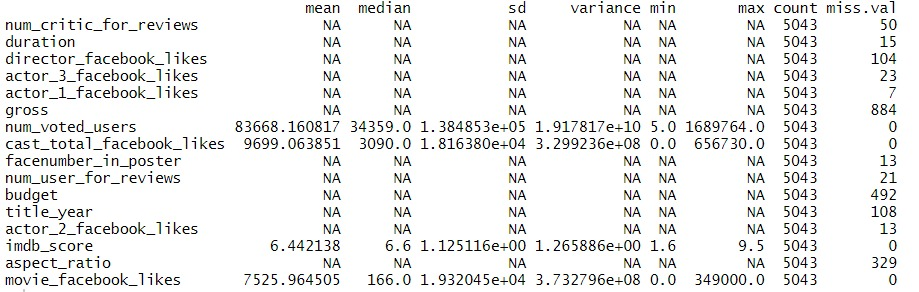 mean median sd variance min max count miss.val
num_critic_for_reviews NA NA NA NA NA NA 5043 50
duration NA NA NA NA NA NA 5043 15
director_facebook_likes NA NA NA NA NA NA 5043 104
actor_3_facebook_likes NA NA NA NA NA NA 5043 23
actor_1_facebook_likes NA NA NA NA NA NA 5043 7
gross NA NA NA NA NA NA 5043 884
num_voted_users 83668.160817 34359.0 1.384853e+05 1.917817e+10 5.0 1689764.0 5043 0
cast_total_facebook_likes 9699.063851 3090.0 1.816380e+04 3.299236e+08 0.0 656730.0 5043 0
facenumber_in_poster NA NA NA NA NA NA 5043 13
num_user_for_reviews NA NA NA NA NA NA 5043 21
budget NA NA NA NA NA NA 5043 492
title_year NA NA NA NA NA NA 5043 108
actor_2_facebook_likes NA NA NA NA NA NA 5043 13
imdb_score 6.442138 6.6 1.125116e+00 1.265886e+00 1.6 9.5 5043 0
aspect_ratio NA NA NA NA NA NA 5043 329
movie_facebook_likes 7525.964505 166.0 1.932045e+04 3.732796e+08 0.0 349000.0 5043 0